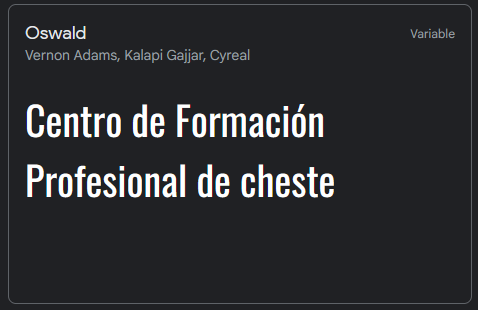 Oswald
Variable
Vernon Adams, Kalapi Gajjar, Cyreal
Centro de Formación
Profesional de cheste